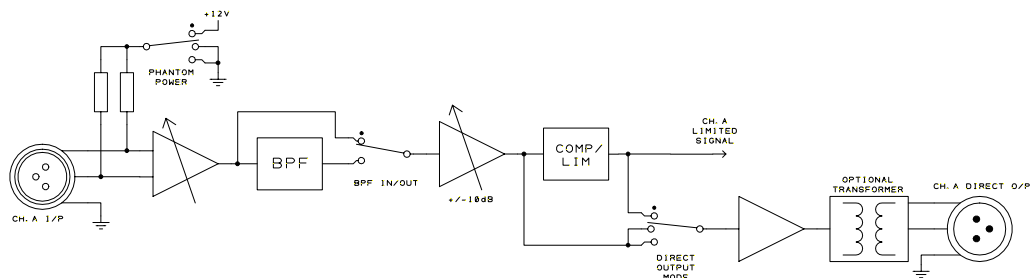 +12V
PHANTOM
POWER
CH. A I/P
BPF
BPF IN/OUT
+/-10dB
COMP/
LIM
CH. A
LIMITED
SIGNAL
DIRECT
OUTPUT
MODE
OPTIONAL
TRANSFORMER
CH. A DIRECT O/P